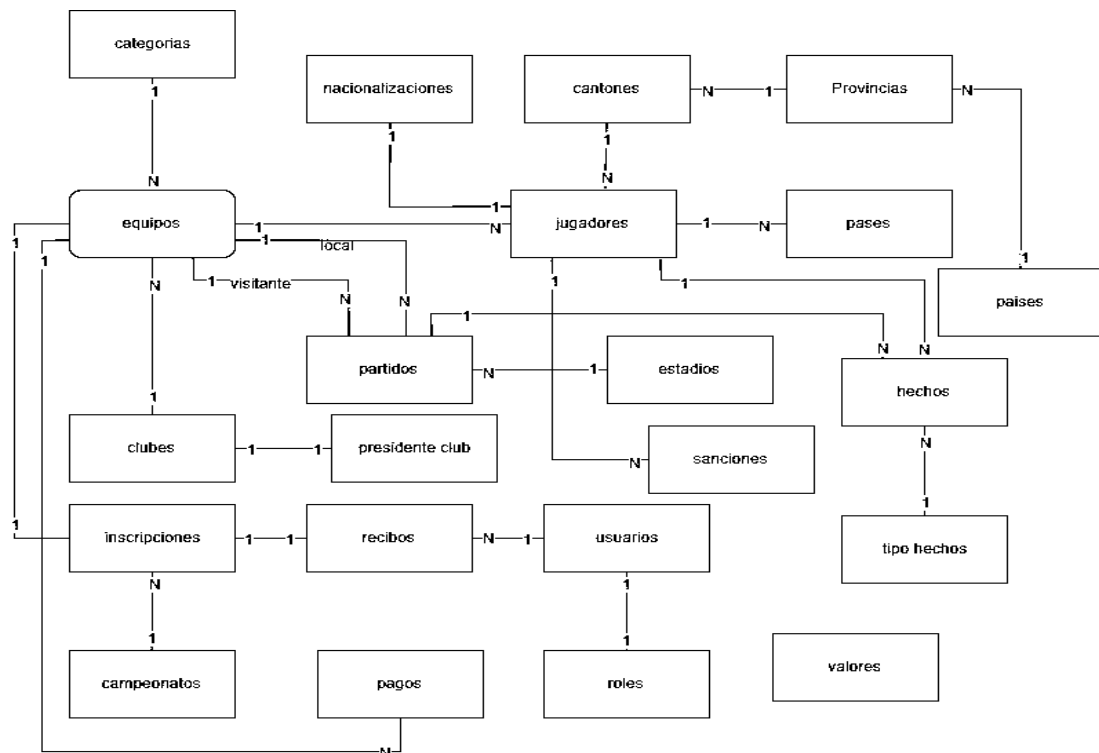 categorias
nacionalizaciones
cantones
N
1
Provincias
N
1
1
1
N
N
1
equipos
1
N
jugadores
1
N
pases
1
1
1
local
N
1
visitante
1
1
1
paises
N
N
1
N
N
partidos
N
1
estadios
hechos
1
clubes
1
1
presidente club
1
N
sanciones
N
1
inscripciones
1
1
recibos
N
1
usuarios
1
tipo hechos
N
1
1
1
campeonatos
pagos
roles
valores
N